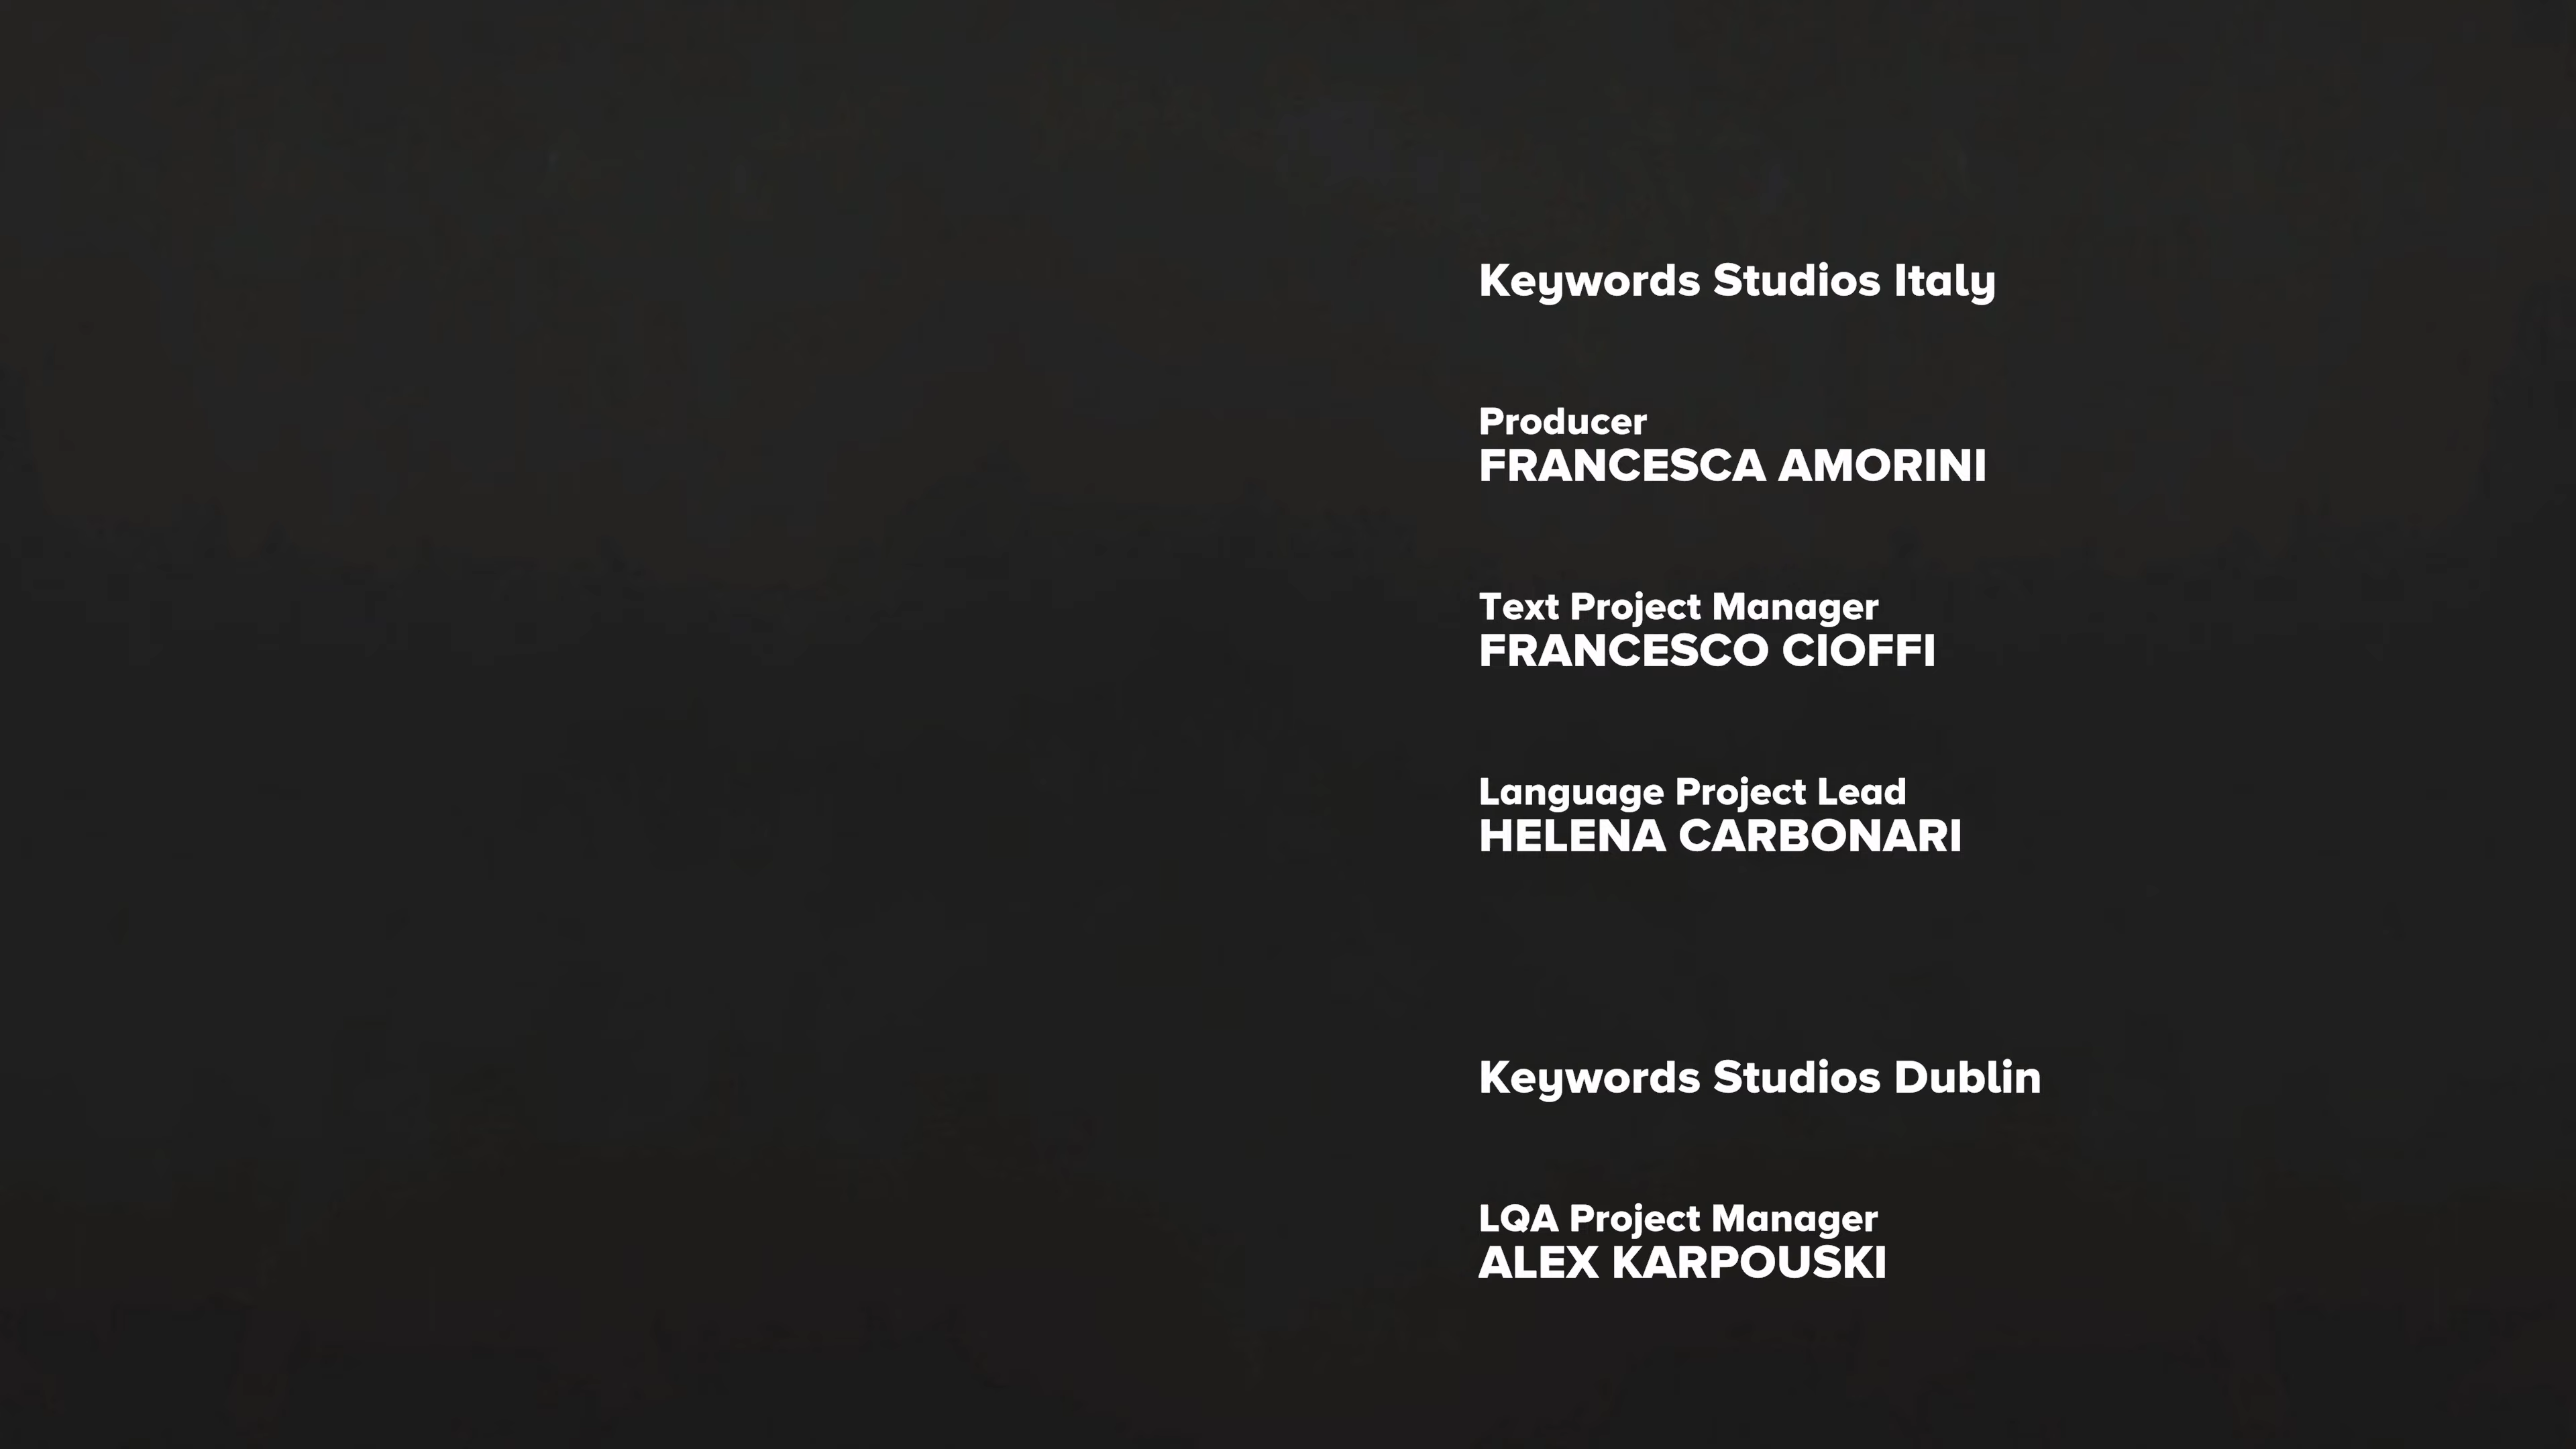 Keywords Studios Italy
Producer
FRANCESCA AMORINI
Text Project Manager
FRANCESCO CIOFFI
Language Project Lead
HELENA CARBONARI
Keywords Studios Dublin
LQA Project Manager
ALEX KARPOUSKI